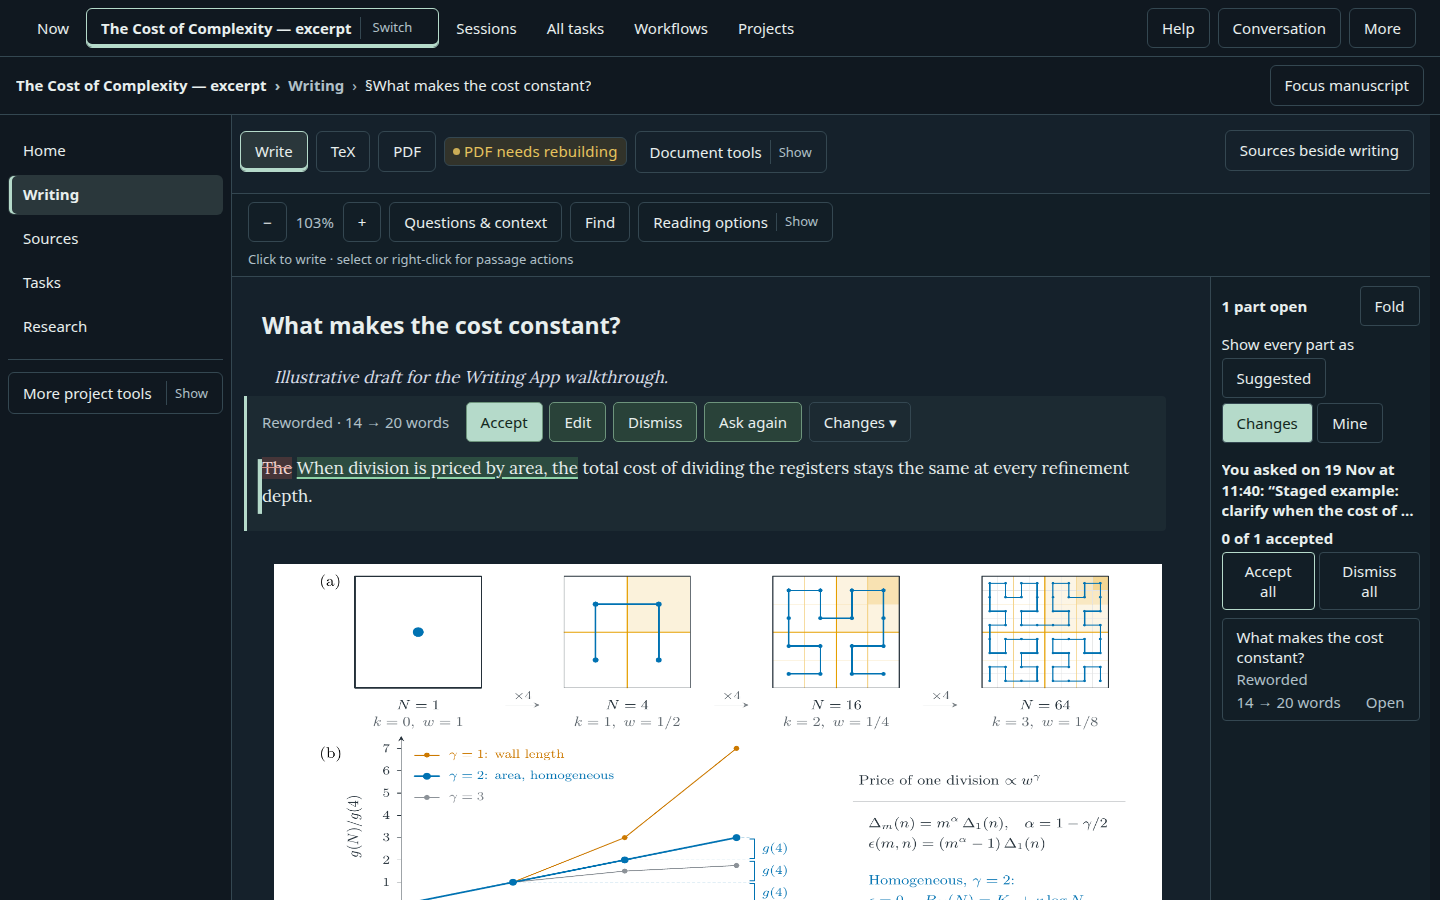 Now
The Cost of Complexity — excerpt Switch
Sessions
All tasks
Workflows
Projects
Help
Conversation
More
The Cost of Complexity — excerpt › Writing › §What makes the cost constant?
Focus manuscript
Home
Writing
Sources
Tasks
Research
More project tools Show
Write
TeX
PDF
PDF needs rebuilding
Document tools Show
Sources beside writing
− 103% +
Questions & context
Find
Reading options Show
Click to write · select or right-click for passage actions
What makes the cost constant?
Illustrative draft for the Writing App walkthrough.
Reworded · 14 → 20 words
Accept
Edit
Dismiss
Ask again
Changes ▾
The When division is priced by area, the total cost of dividing the registers stays the same at every refinement
depth.
(a)
×4 ×4 ×4
N = 1 N = 4 N = 16 N = 64
k = 0, w = 1 k = 1, w = 1/2 k = 2, w = 1/4 k = 3, w = 1/8
(b)
g(N)/g(4)
7
6
5
4
3
2
1
γ = 1: wall length
γ = 2: area, homogeneous
γ = 3
g(4)
g(4)
g(4)
Price of one division ∝ w^γ
Δₘ(n) = m^α Δ₁(n), α = 1 − γ/2
ϵ(m, n) = (m^α − 1) Δ₁(n)
Homogeneous, γ = 2:
1 part open
Fold
Show every part as
Suggested
Changes
Mine
You asked on 19 Nov at
11:40: “Staged example:
clarify when the cost of ...
0 of 1 accepted
Accept
all
Dismiss
all
What makes the cost
constant?
Reworded
14 → 20 words Open